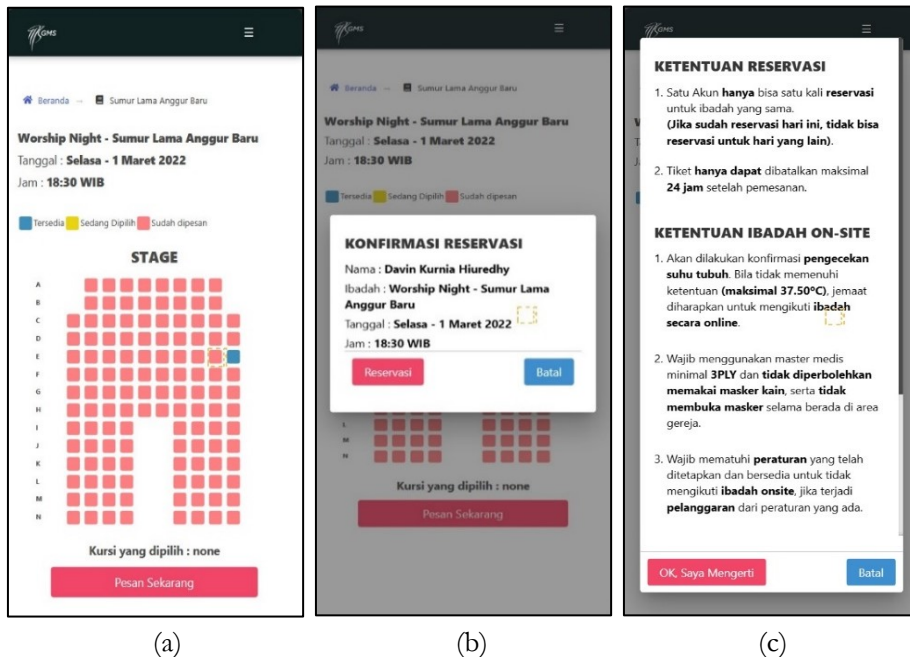 GMS
Beranda → Sumur Lama Anggur Baru
Worship Night - Sumur Lama Anggur Baru
Tanggal : Selasa - 1 Maret 2022
Jam : 18:30 WIB
Tersedia Sedang Dipilih Sudah dipesan
STAGE
A
B
C
D
E
F
G
H
I
J
K
L
M
N
Kursi yang dipilih : none
Pesan Sekarang
(a)
GMS
Beranda → Sumur Lama Anggur Baru
Worship Night - Sumur Lama Anggur Baru
Tanggal : Selasa - 1 Maret 2022
Jam : 18:30 WIB
Tersedia Sedang Dipilih Sudah dipesan
KONFIRMASI RESERVASI
Nama : Davin Kurnia Hiuredhy
Ibadah : Worship Night - Sumur Lama
Anggur Baru
Tanggal : Selasa - 1 Maret 2022
Jam : 18:30 WIB
Reservasi Batal
L
M
N
Kursi yang dipilih : none
Pesan Sekarang
(b)
GMS
KETENTUAN RESERVASI
1. Satu Akun hanya bisa satu kali reservasi
untuk ibadah yang sama.
(Jika sudah reservasi hari ini, tidak bisa
reservasi untuk hari yang lain).
2. Tiket hanya dapat dibatalkan maksimal
24 jam setelah pemesanan.
KETENTUAN IBADAH ON-SITE
1. Akan dilakukan konfirmasi pengecekan
suhu tubuh. Bila tidak memenuhi
ketentuan (maksimal 37.50°C), jemaat
diharapkan untuk mengikuti ibadah
secara online.
2. Wajib menggunakan master medis
minimal 3PLY dan tidak diperbolehkan
memakai masker kain, serta tidak
membuka masker selama berada di area
gereja.
3. Wajib mematuhi peraturan yang telah
ditetapkan dan bersedia untuk tidak
mengikuti ibadah onsite, jika terjadi
pelanggaran dari peraturan yang ada.
OK, Saya Mengerti Batal
(c)